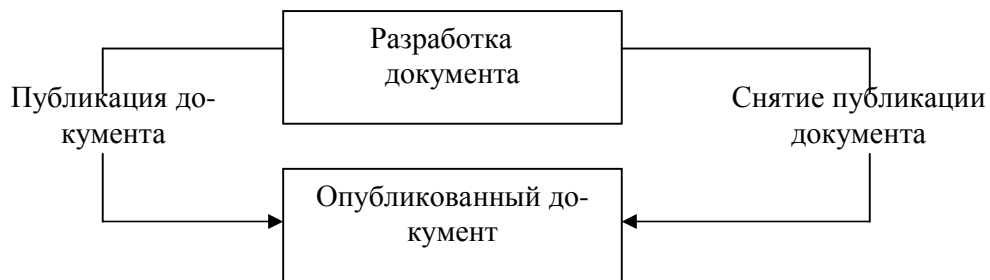 Разработка
документа
Публикация до-
кумента
Снятие публикации
документа
Опубликованный до-
кумент